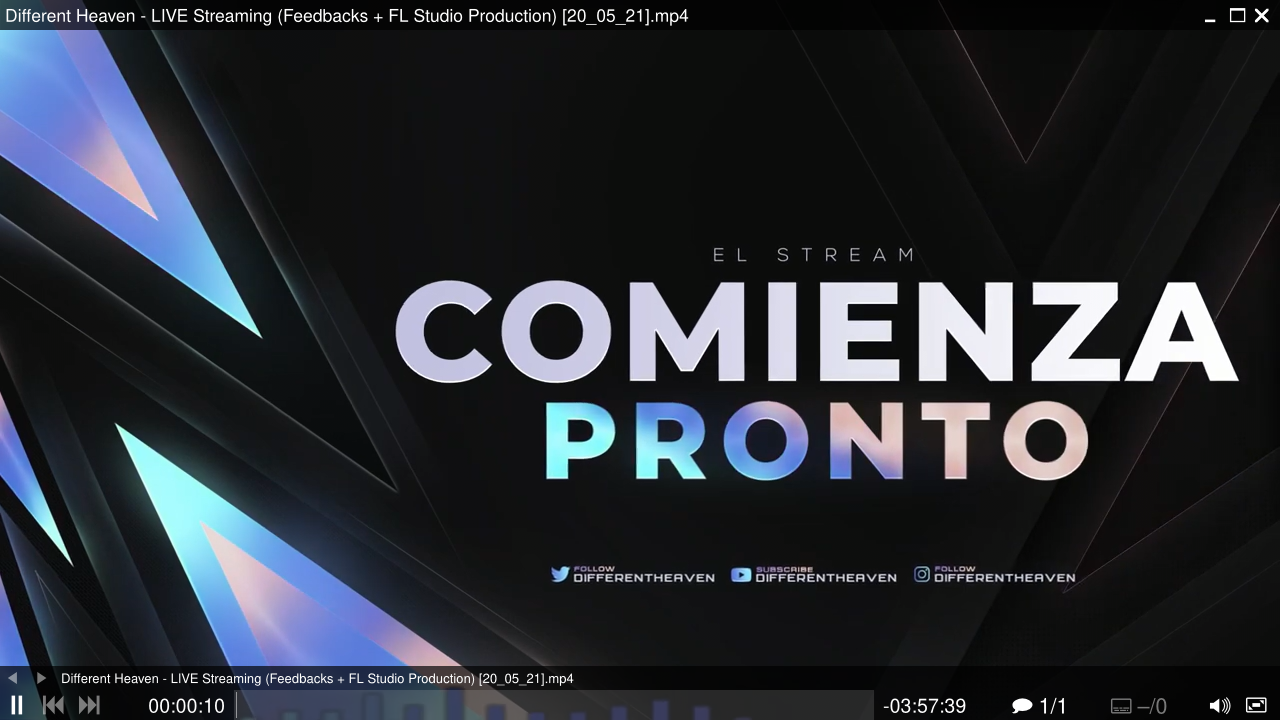 Different Heaven - LIVE Streaming (Feedbacks + FL Studio Production) [20_05_21].mp4
EL STREAM
COMIENZA
PRONTO
FOLLOW
DIFFERENTHEAVEN
SUBSCRIBE
DIFFERENTHEAVEN
FOLLOW
DIFFERENTHEAVEN
Different Heaven - LIVE Streaming (Feedbacks + FL Studio Production) [20_05_21].mp4
00:00:10 -03:57:39 1/1 –/0